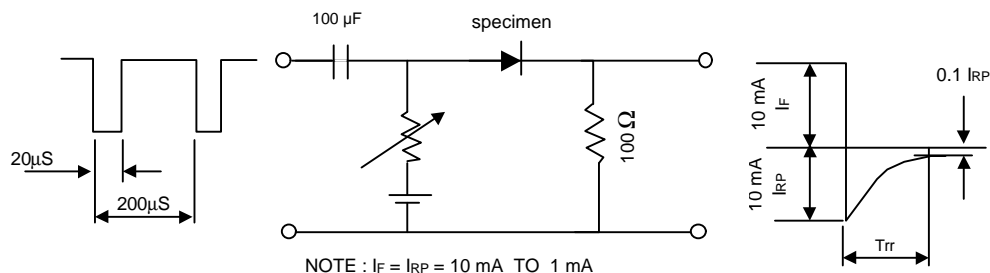 100 µF
specimen
20µS
200µS
100 Ω
10 mA
IF
10 mA
IRP
0.1 IRP
Trr
NOTE : IF = IRP = 10 mA TO 1 mA